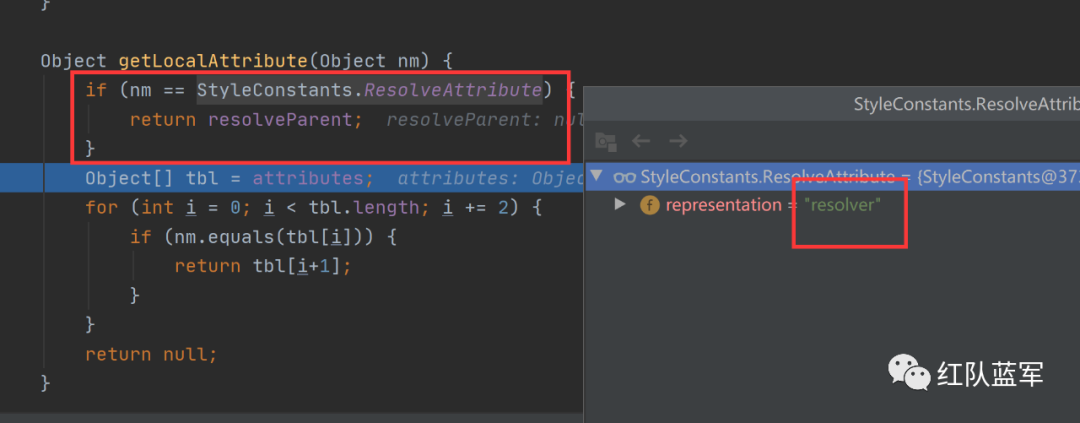 }
Object getLocalAttribute(Object nm) {
if (nm == StyleConstants.ResolveAttribute) {
return resolveParent; resolveParent: nul
}
Object[] tbl = attributes; attributes: Objec
for (int i = 0; i < tbl.length; i += 2) {
if (nm.equals(tbl[i])) {
return tbl[i+1];
}
}
return null;
}
StyleConstants.ResolveAttrib
StyleConstants.ResolveAttribute = {StyleConstants@373
f representation = "resolver"
红队蓝军